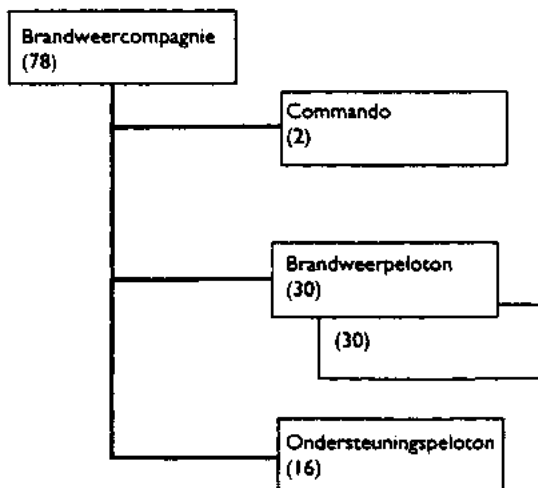 Brandweercompagnie
(78)
Commando
(2)
Brandweerpeloton
(30)
(30)
Ondersteuningspeloton
(16)